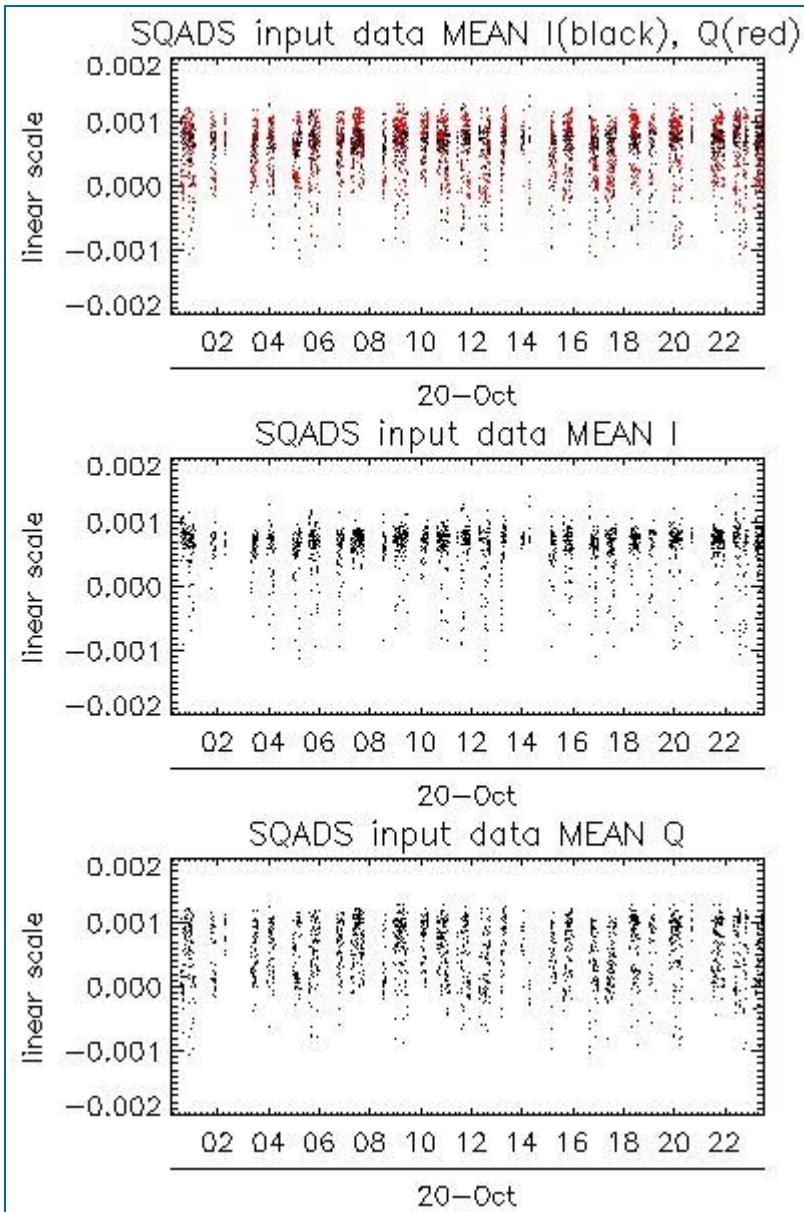 SQADS input data MEAN I(black), Q(red)
0.002
0.001
0.000
-0.001
-0.002
linear scale
02 04 06 08 10 12 14 16 18 20 22
20-Oct
SQADS input data MEAN I
0.002
0.001
0.000
-0.001
-0.002
linear scale
02 04 06 08 10 12 14 16 18 20 22
20-Oct
SQADS input data MEAN Q
0.002
0.001
0.000
-0.001
-0.002
linear scale
02 04 06 08 10 12 14 16 18 20 22
20-Oct